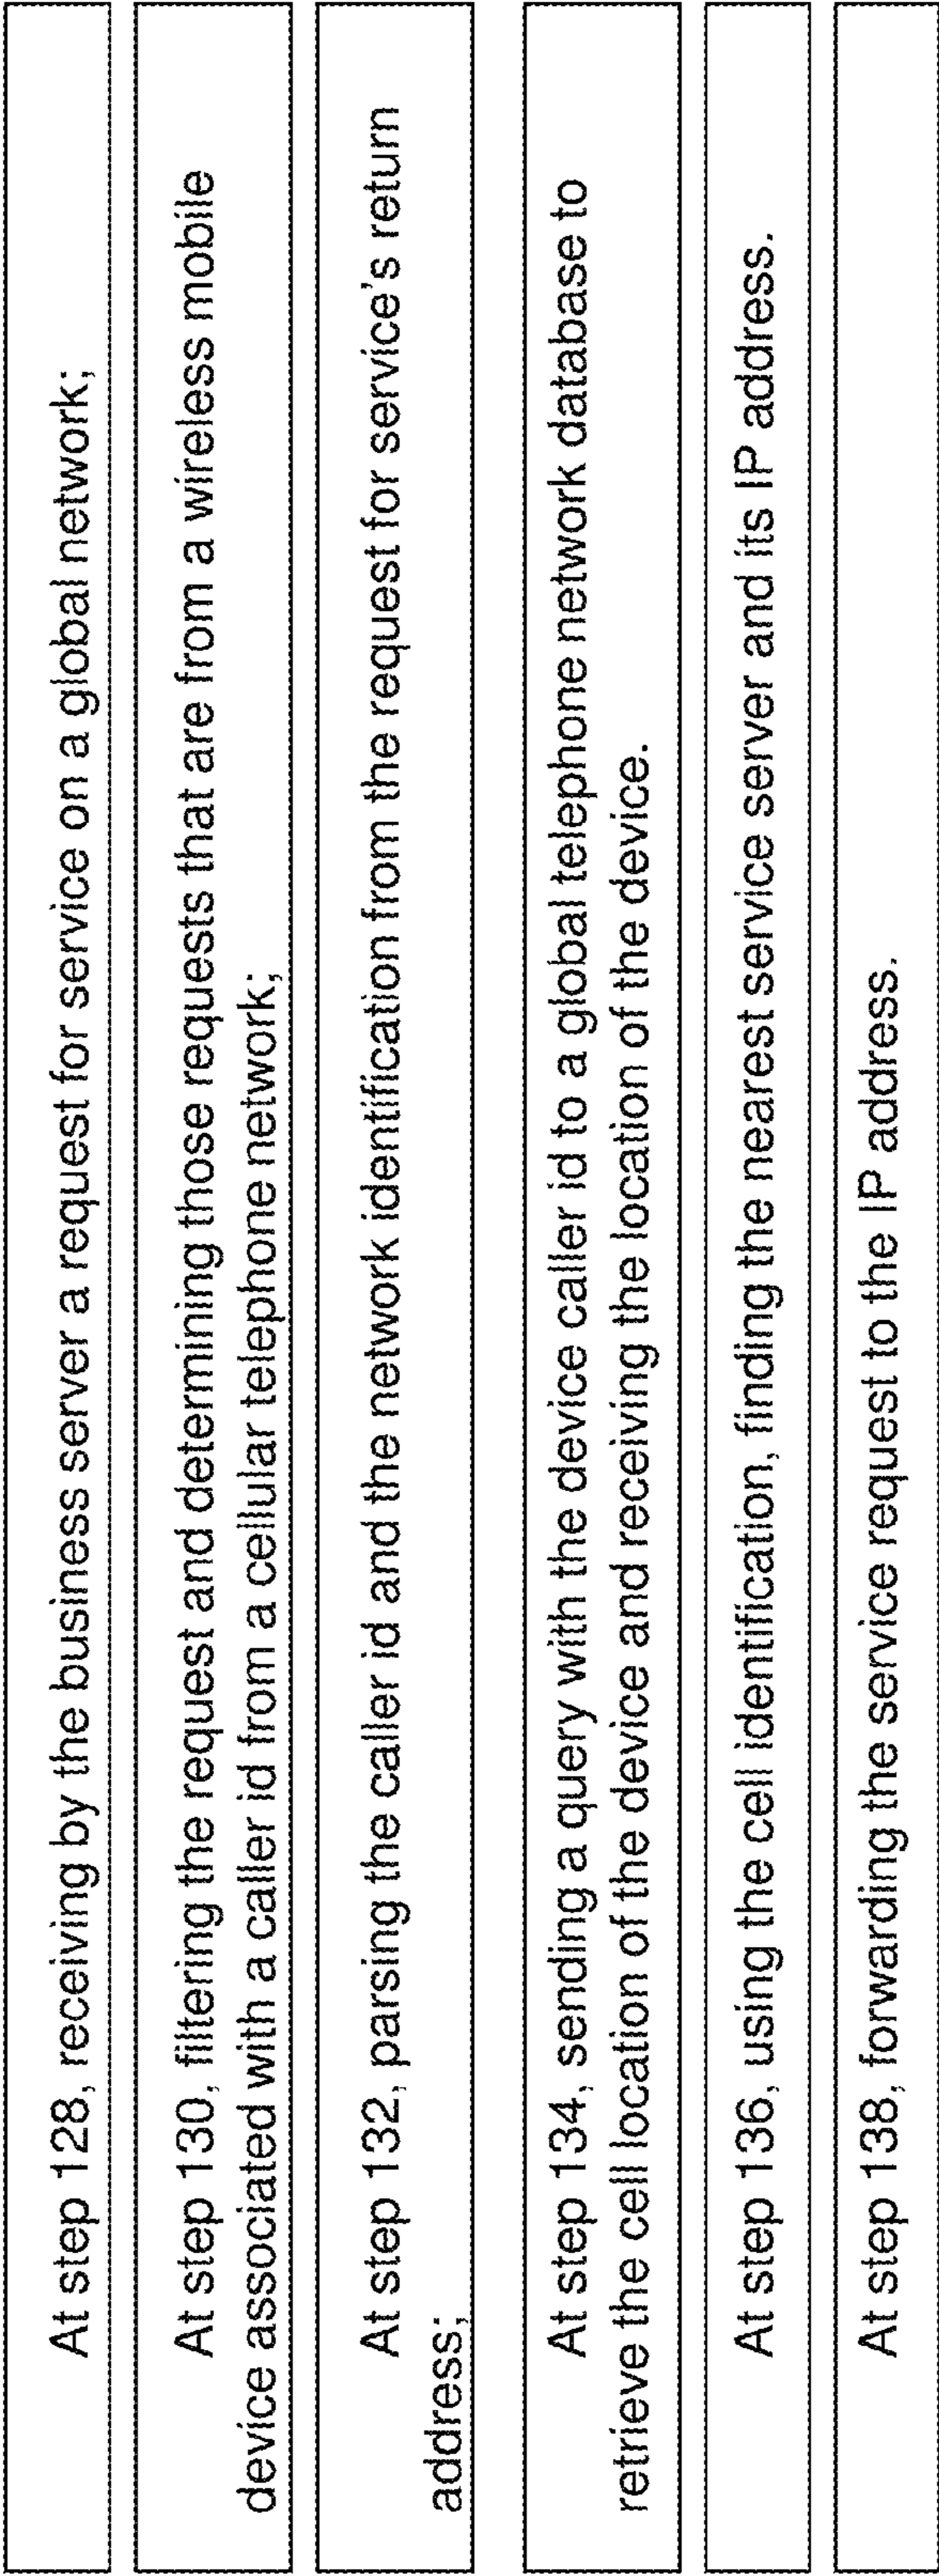 At step 128, receiving by the business server a request for service on a global network;
At step 130, filtering the request and determining those requests that are from a wireless mobile
device associated with a caller id from a cellular telephone network;
At step 132, parsing the caller id and the network identification from the request for service's return
address;
At step 134, sending a query with the device caller id to a global telephone network database to
retrieve the cell location of the device and receiving the location of the device.
At step 136, using the cell identification, finding the nearest service server and its IP address.
At step 138, forwarding the service request to the IP address.